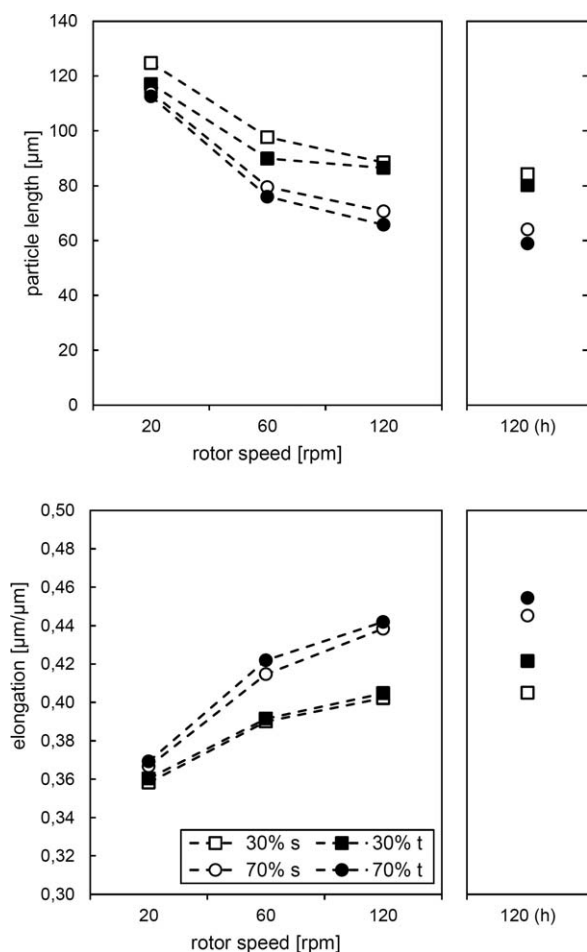 140
120
100
80
60
40
20
0
particle length [µm]
20 60 120
rotor speed [rpm]
120 (h)
0,50
0,48
0,46
0,44
0,42
0,40
0,38
0,36
0,34
0,32
0,30
elongation [µm/µm]
30% s 30% t
70% s 70% t
20 60 120
rotor speed [rpm]
120 (h)